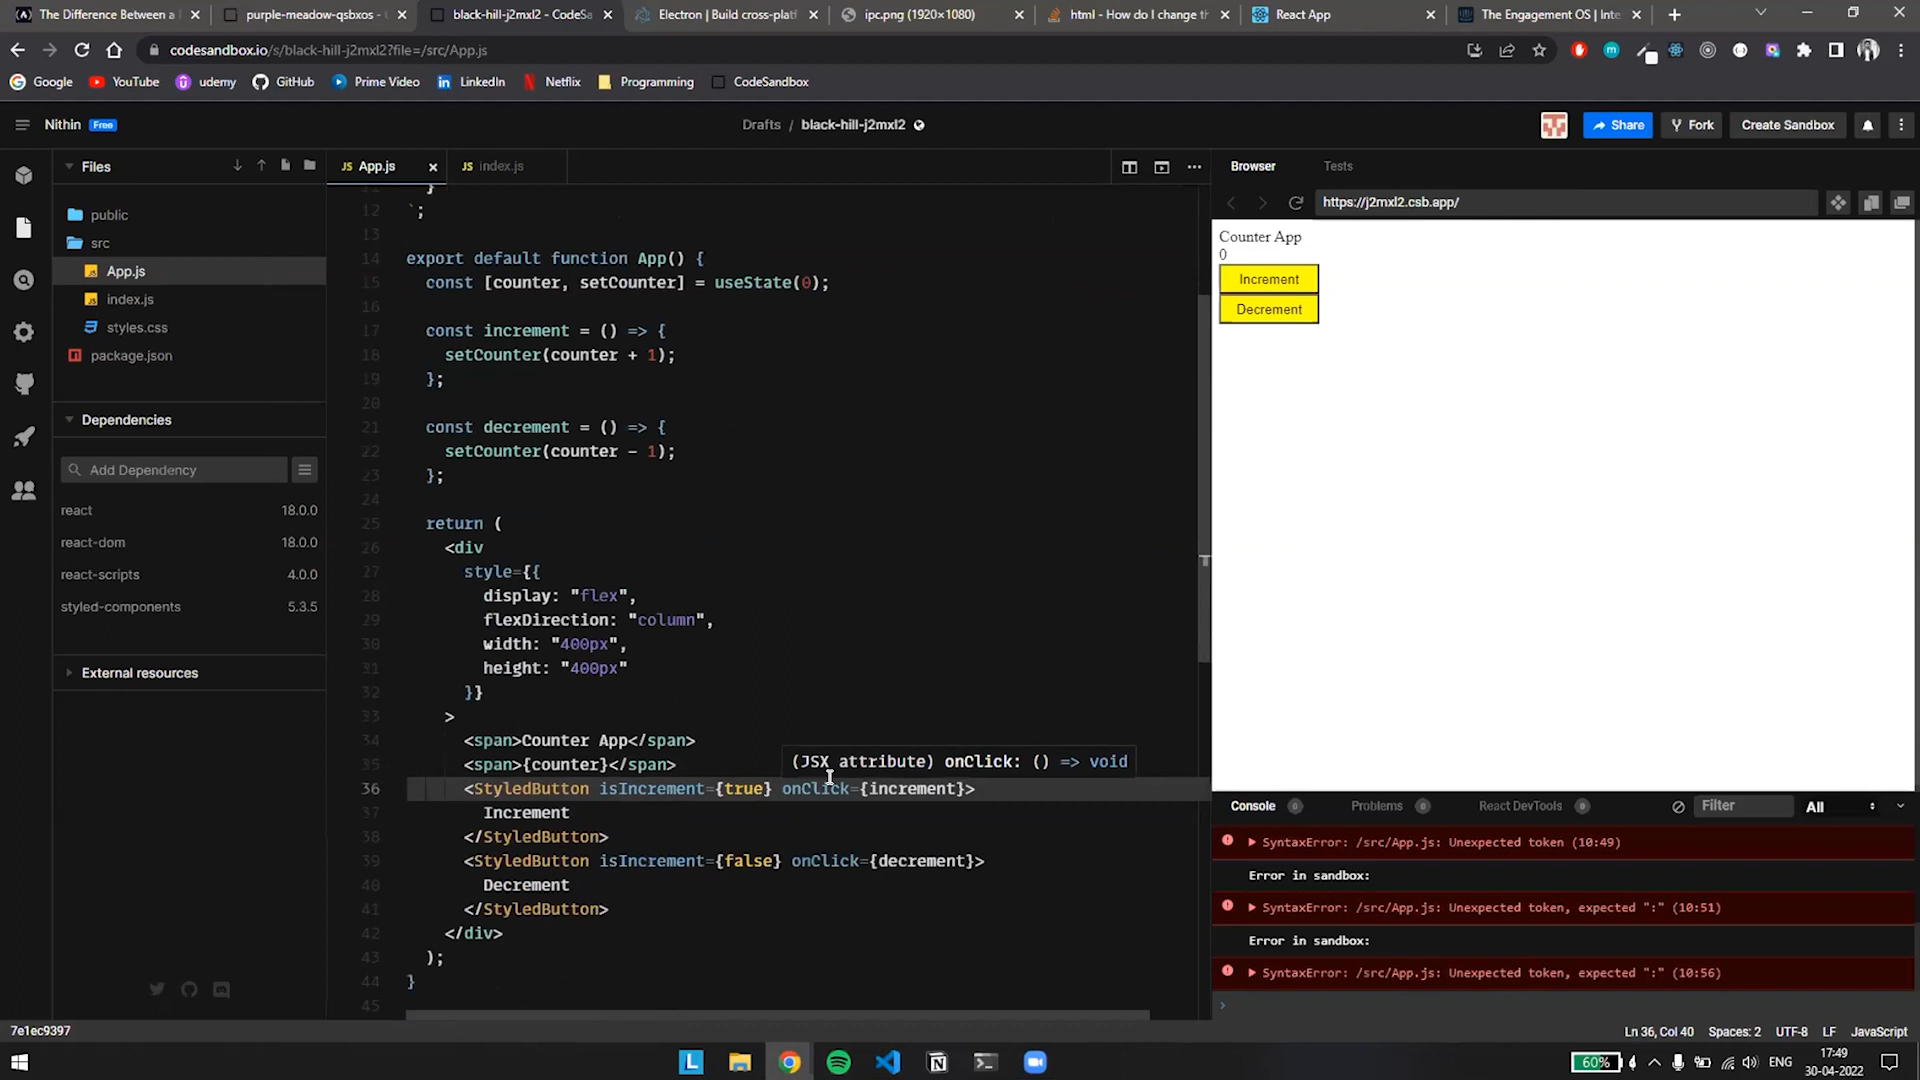 The Difference Between a
purple-meadow-qsbxos -
black-hill-j2mxl2 - CodeSa
Electron | Build cross-platf
ipc.png (1920×1080)
html - How do I change th
React App
The Engagement OS | Inte
codesandbox.io/s/black-hill-j2mxl2?file=/src/App.js
Google
YouTube
udemy
GitHub
Prime Video
LinkedIn
Netflix
Programming
CodeSandbox
Nithin Free
Drafts / black-hill-j2mxl2
Share
Fork
Create Sandbox
Files
public
src
App.js
index.js
styles.css
package.json
Dependencies
Add Dependency
react 18.0.0
react-dom 18.0.0
react-scripts 4.0.0
styled-components 5.3.5
External resources
App.js
index.js
}
12 `;
13
14 export default function App() {
15 const [counter, setCounter] = useState(0);
16
17 const increment = () => {
18 setCounter(counter + 1);
19 };
20
21 const decrement = () => {
22 setCounter(counter - 1);
23 };
24
25 return (
26 <div
27 style={{
28 display: "flex",
29 flexDirection: "column",
30 width: "400px",
31 height: "400px"
32 }}
33 >
34 <span>Counter App</span>
35 <span>{counter}</span>
(JSX attribute) onClick: () => void
36 <StyledButton isIncrement={true} onClick={increment}>
37 Increment
38 </StyledButton>
39 <StyledButton isIncrement={false} onClick={decrement}>
40 Decrement
41 </StyledButton>
42 </div>
43 );
44 }
45
Browser
Tests
https://j2mxl2.csb.app/
Counter App
0
Increment
Decrement
Console 0
Problems 0
React DevTools 0
Filter
All
SyntaxError: /src/App.js: Unexpected token (10:49)
Error in sandbox:
SyntaxError: /src/App.js: Unexpected token, expected ":" (10:51)
Error in sandbox:
SyntaxError: /src/App.js: Unexpected token, expected ":" (10:56)
7e1ec9397
Ln 36, Col 40
Spaces: 2
UTF-8
LF
JavaScript
60%
ENG
17:49
30-04-2022